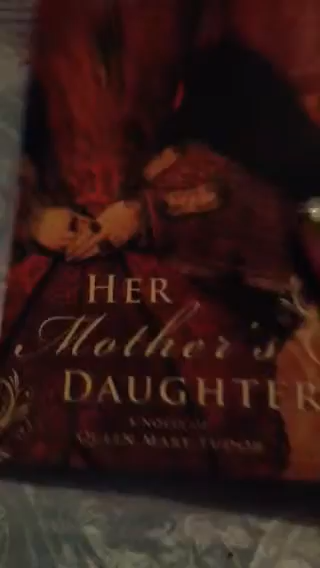 HER
Mother's
DAUGHTER
A NOVEL OF
QUEEN MARY TUDOR